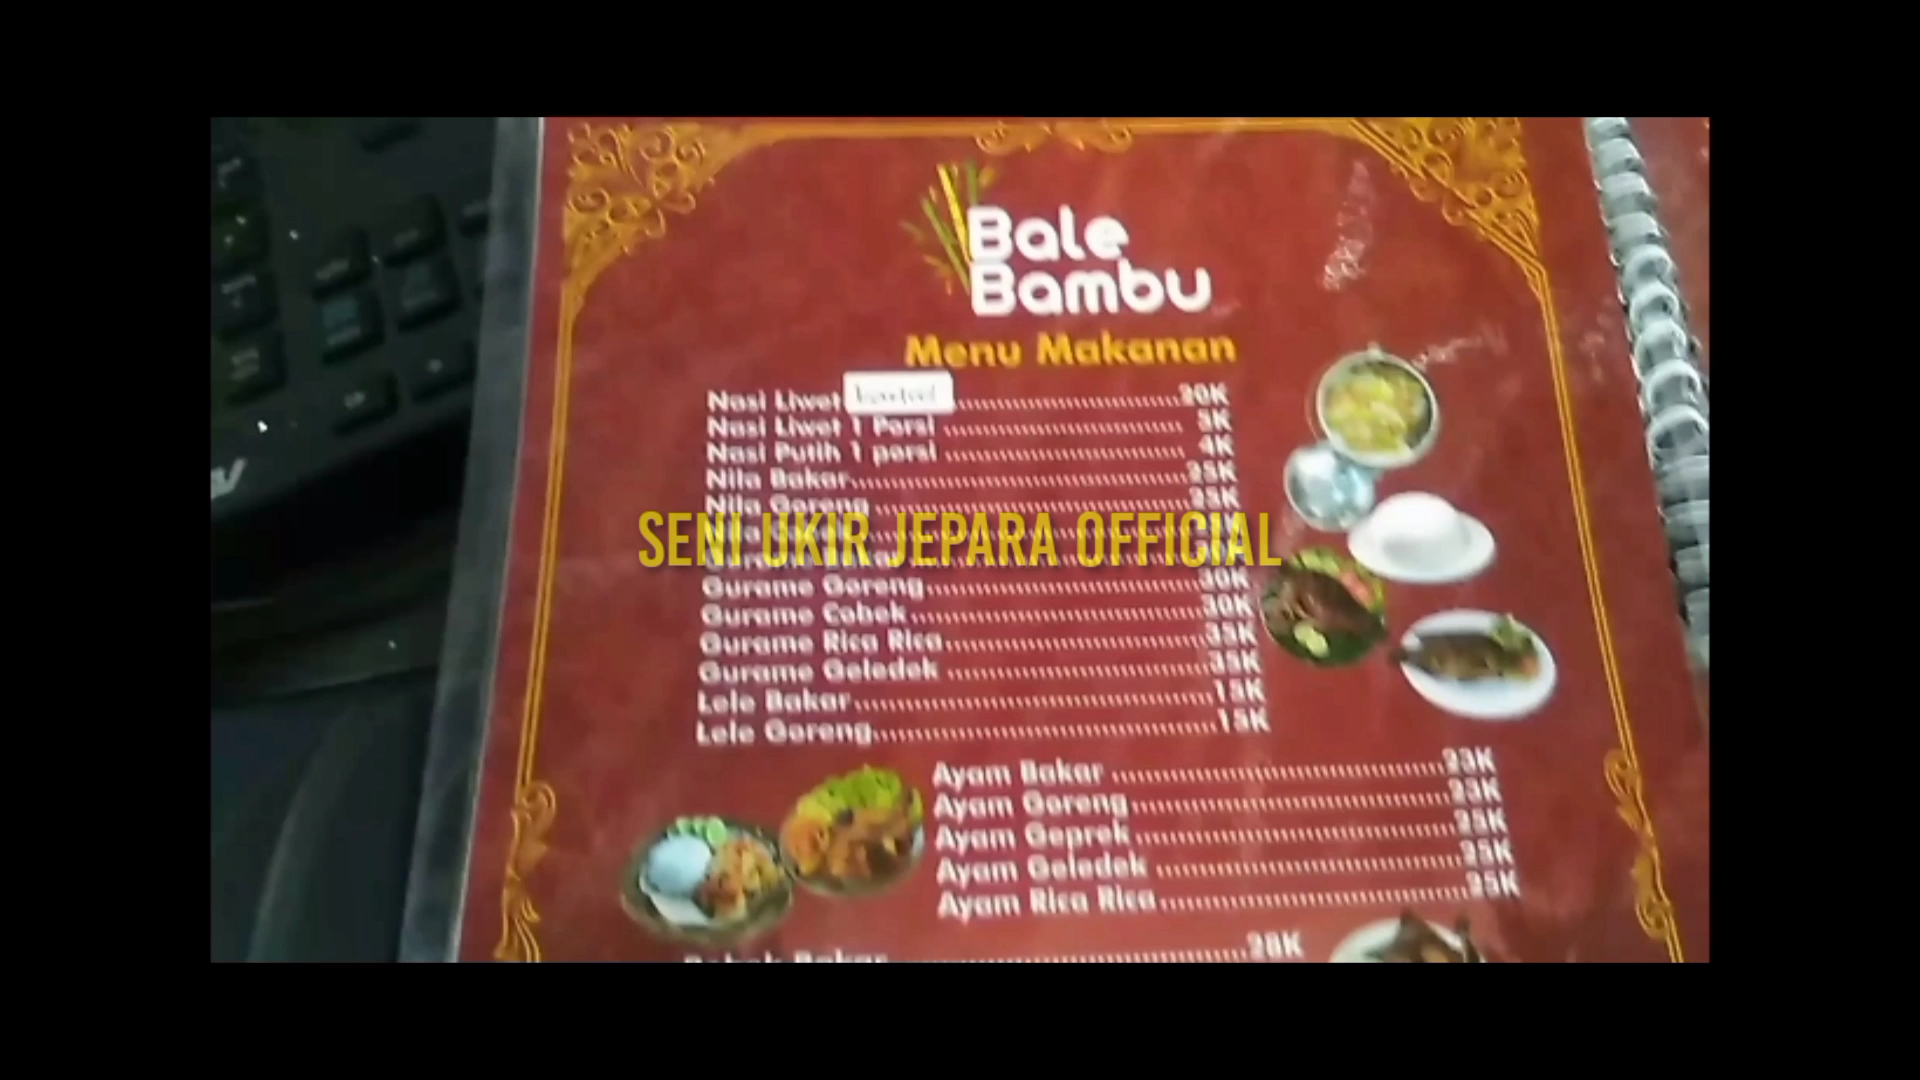 Bale
Bambu
Menu Makanan
Nasi Liwet kastrol 20K
Nasi Liwet 1 Porsi 5K
Nasi Putih 1 porsi 4K
Nila Bakar 25K
Nila Goreng 25K
SENI UKIR JEPARA OFFICIAL
Gurame Goreng 30K
Gurame Cobek 30K
Gurame Rica Rica 35K
Gurame Geledek 35K
Lele Bakar 15K
Lele Goreng 15K
Ayam Bakar 23K
Ayam Goreng 23K
Ayam Geprek 25K
Ayam Geledek 25K
Ayam Rica Rica 25K
Bakar 28K